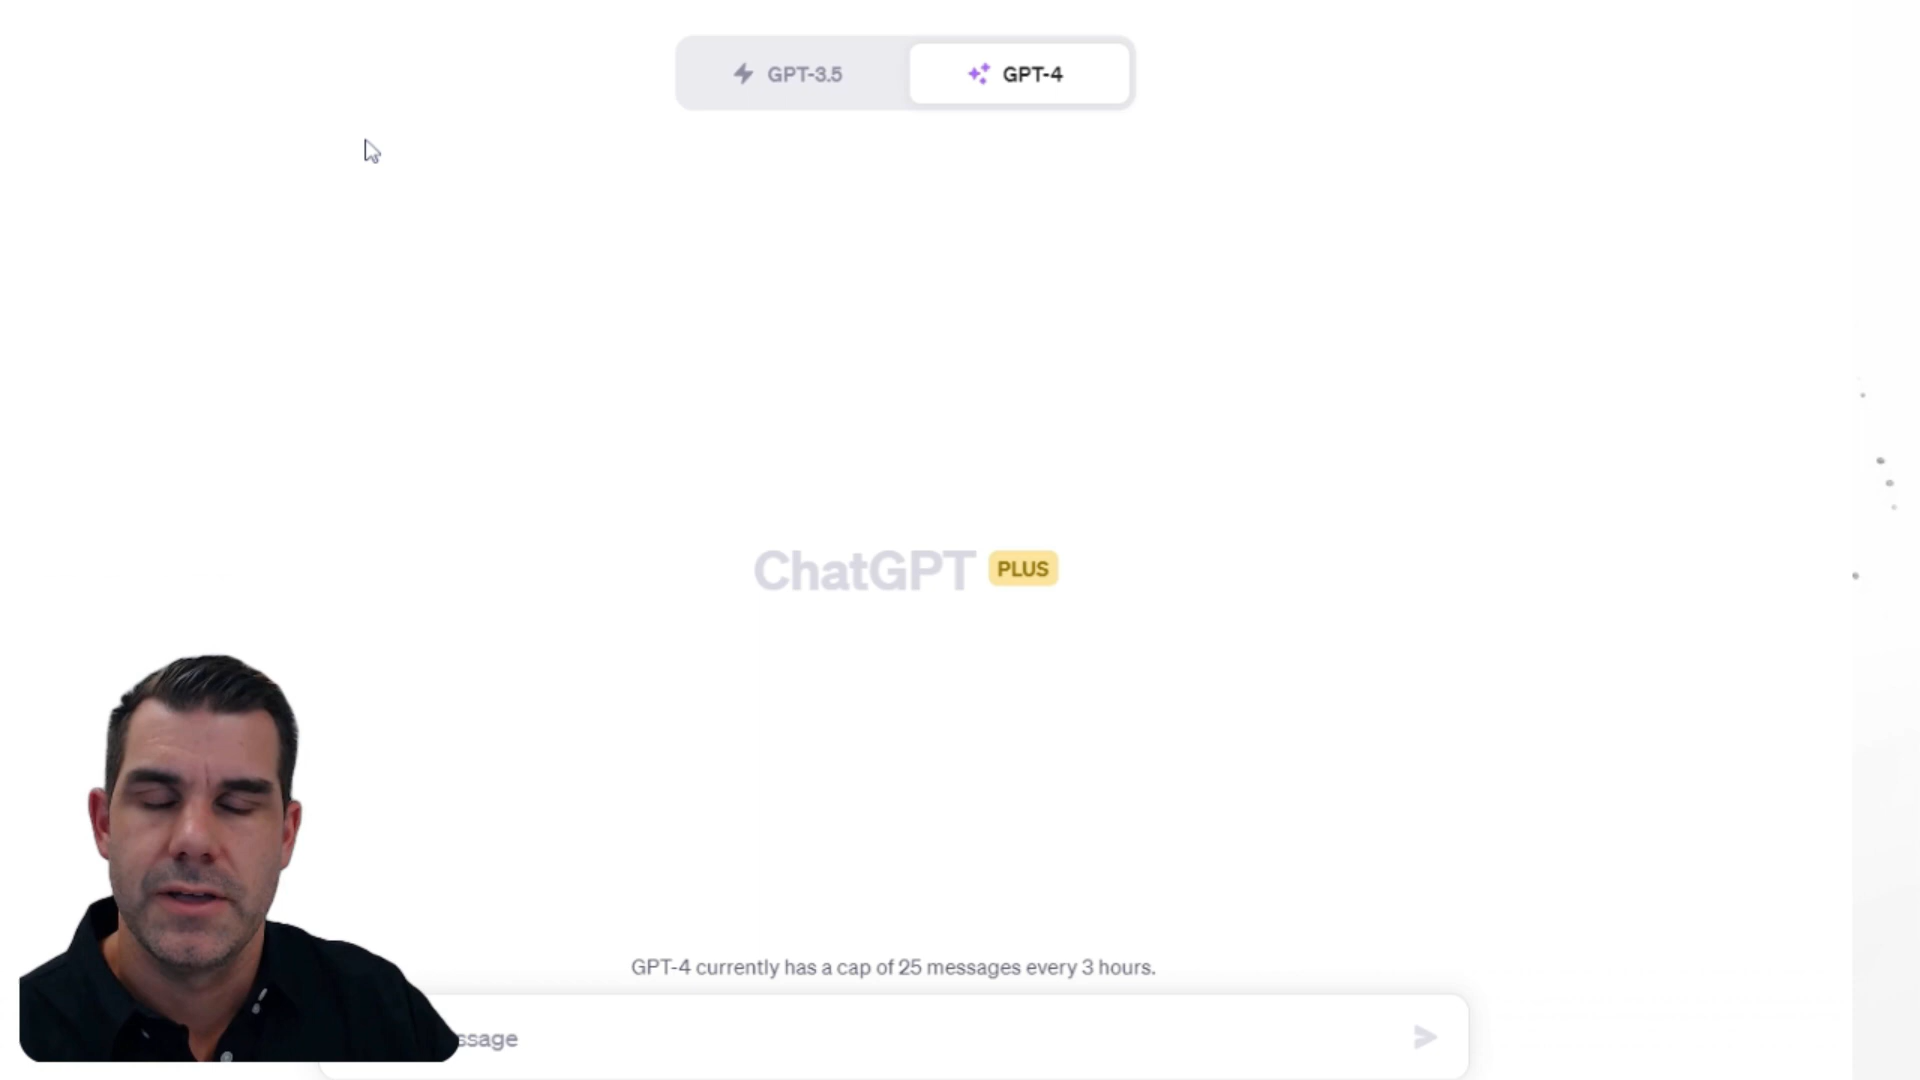 GPT-3.5
GPT-4
ChatGPT PLUS
GPT-4 currently has a cap of 25 messages every 3 hours.
ssage